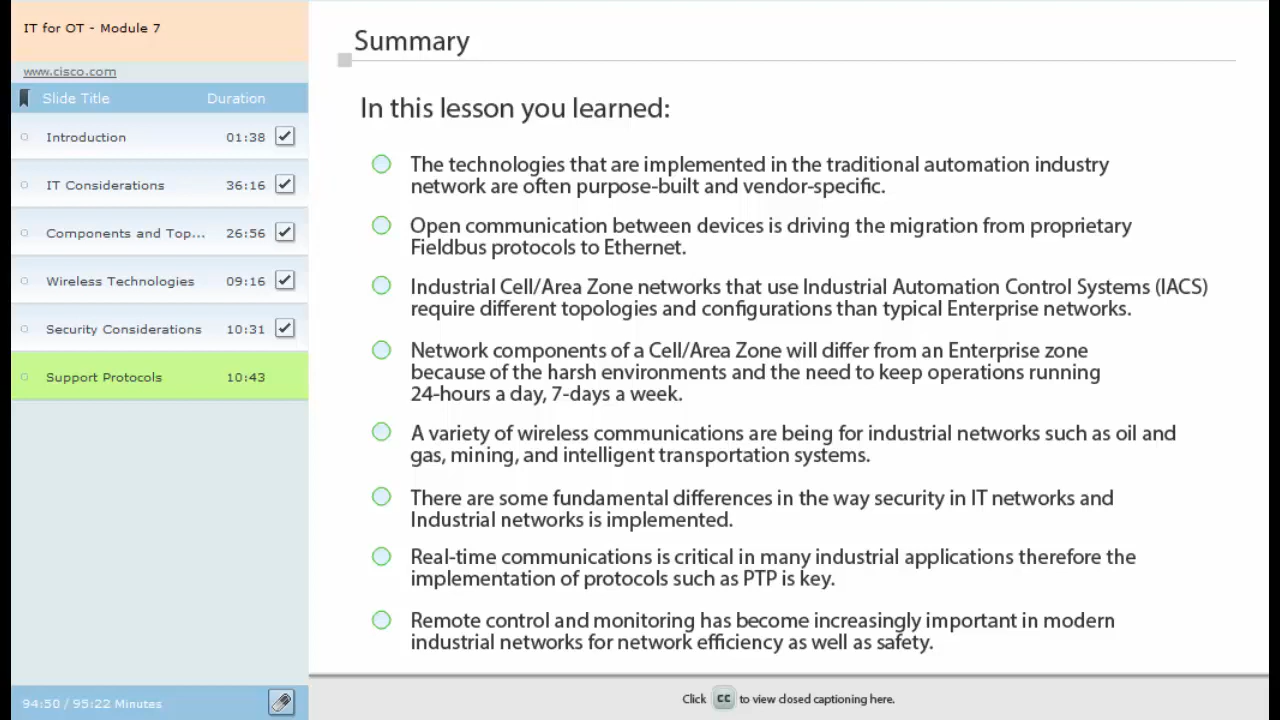 IT for OT - Module 7
www.cisco.com
Slide Title Duration
Introduction 01:38
IT Considerations 36:16
Components and Top... 26:56
Wireless Technologies 09:16
Security Considerations 10:31
Support Protocols 10:43
94:50 / 95:22 Minutes
Summary
In this lesson you learned:
The technologies that are implemented in the traditional automation industry
network are often purpose-built and vendor-specific.
Open communication between devices is driving the migration from proprietary
Fieldbus protocols to Ethernet.
Industrial Cell/Area Zone networks that use Industrial Automation Control Systems (IACS)
require different topologies and configurations than typical Enterprise networks.
Network components of a Cell/Area Zone will differ from an Enterprise zone
because of the harsh environments and the need to keep operations running
24-hours a day, 7-days a week.
A variety of wireless communications are being for industrial networks such as oil and
gas, mining, and intelligent transportation systems.
There are some fundamental differences in the way security in IT networks and
Industrial networks is implemented.
Real-time communications is critical in many industrial applications therefore the
implementation of protocols such as PTP is key.
Remote control and monitoring has become increasingly important in modern
industrial networks for network efficiency as well as safety.
Click CC to view closed captioning here.